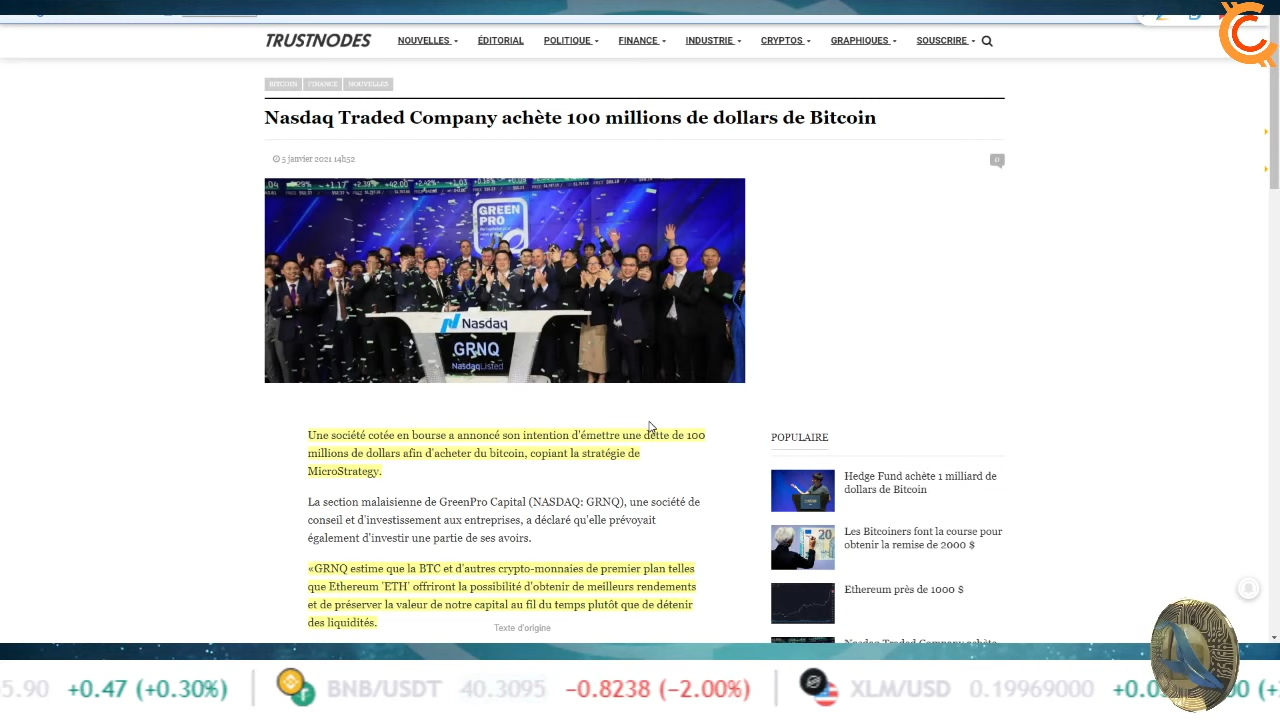 TRUSTNODES
NOUVELLES ÉDITORIAL POLITIQUE FINANCE INDUSTRIE CRYPTOS GRAPHIQUES SOUSCRIRE
BITCOIN FINANCE NOUVELLES
Nasdaq Traded Company achète 100 millions de dollars de Bitcoin
5 janvier 2021 14h52
0
GREEN
PRO
Nasdaq
GRNQ
Nasdaq Listed
Une société cotée en bourse a annoncé son intention d'émettre une dette de 100
millions de dollars afin d'acheter du bitcoin, copiant la stratégie de
MicroStrategy.
La section malaisienne de GreenPro Capital (NASDAQ: GRNQ), une société de
conseil et d'investissement aux entreprises, a déclaré qu'elle prévoyait
également d'investir une partie de ses avoirs.
«GRNQ estime que la BTC et d'autres crypto-monnaies de premier plan telles
que Ethereum 'ETH' offriront la possibilité d'obtenir de meilleurs rendements
et de préserver la valeur de notre capital au fil du temps plutôt que de détenir
des liquidités.
Texte d'origine
POPULAIRE
Hedge Fund achète 1 milliard de
dollars de Bitcoin
Les Bitcoiners font la course pour
obtenir la remise de 2000 $
Ethereum près de 1000 $
Nasdaq Traded Company achète
5.90 +0.47 (+0.30%) BNB/USDT 40.3995 −0.8238 (−2.00%) XLM/USD 0.19969000